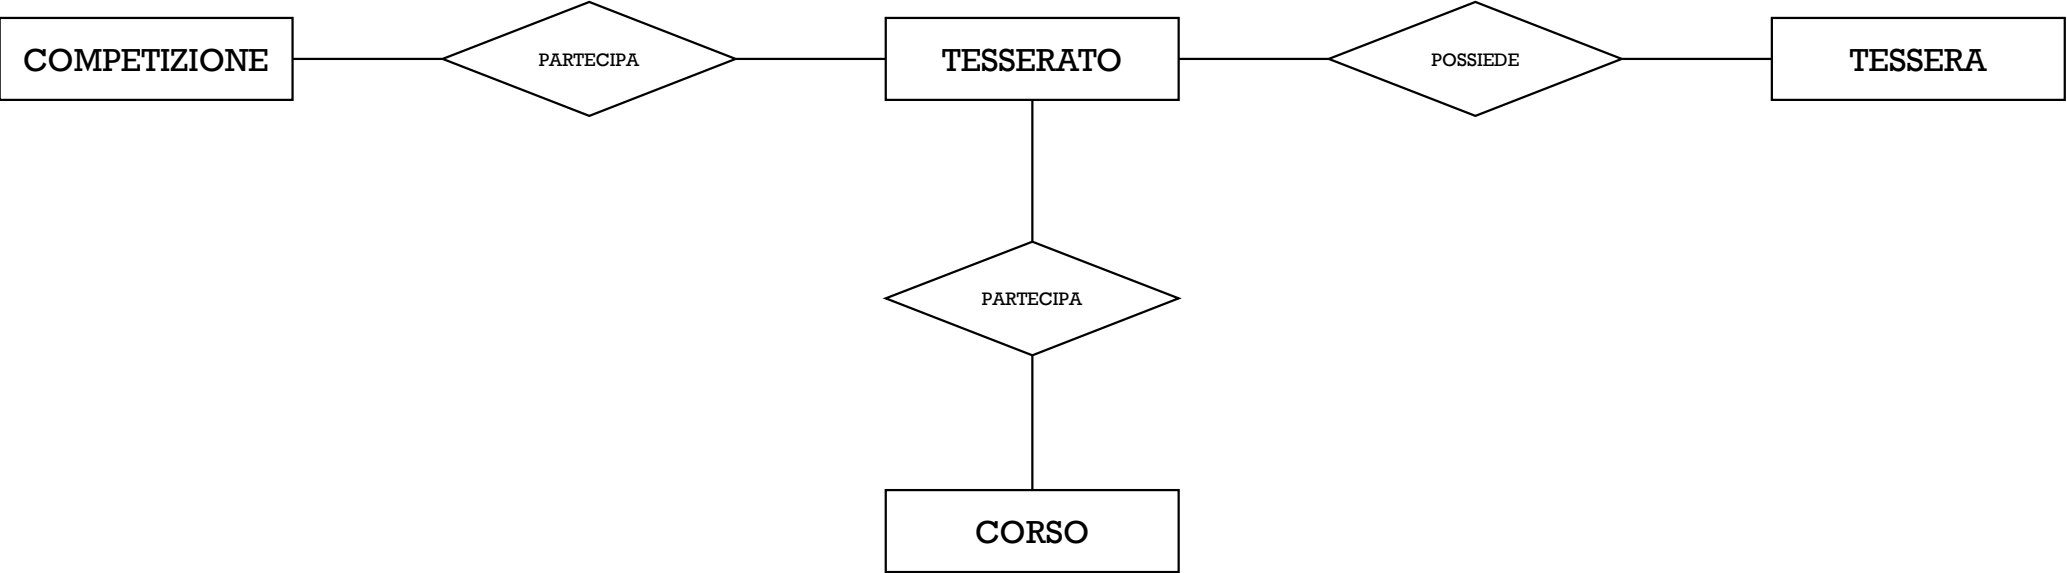 COMPETIZIONE
PARTECIPA
TESSERATO
POSSIEDE
TESSERA
PARTECIPA
CORSO